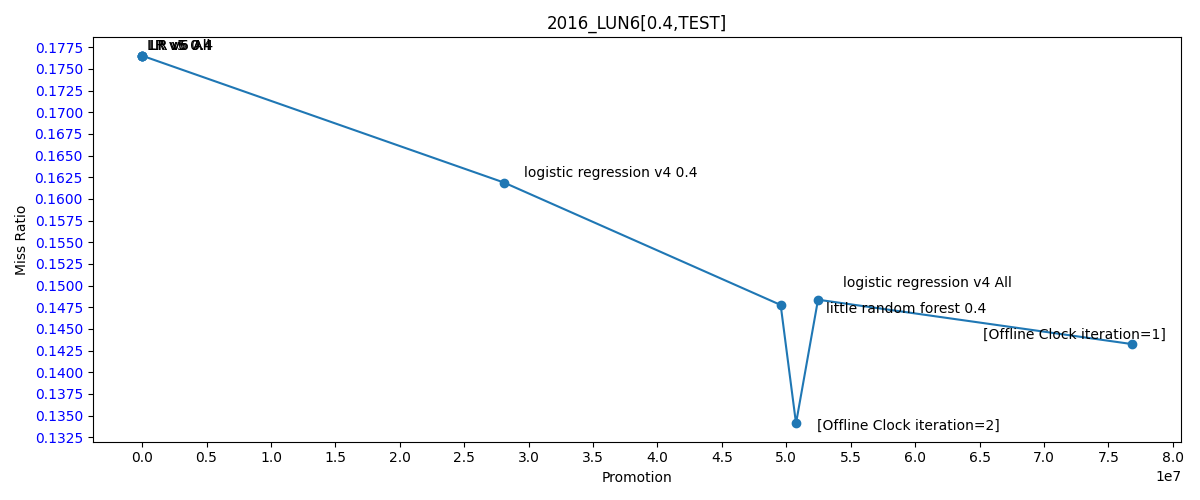 2016_LUN6[0.4,TEST]
0.1775
0.1750
0.1725
0.1700
0.1675
0.1650
0.1625
0.1600
0.1575
0.1550
0.1525
0.1500
0.1475
0.1450
0.1425
0.1400
0.1375
0.1350
0.1325
Miss Ratio
logistic regression v4 0.4
logistic regression v4 All
little random forest 0.4
[Offline Clock iteration=1]
[Offline Clock iteration=2]
0.0 0.5 1.0 1.5 2.0 2.5 3.0 3.5 4.0 4.5 5.0 5.5 6.0 6.5 7.0 7.5 8.0
1e7
Promotion